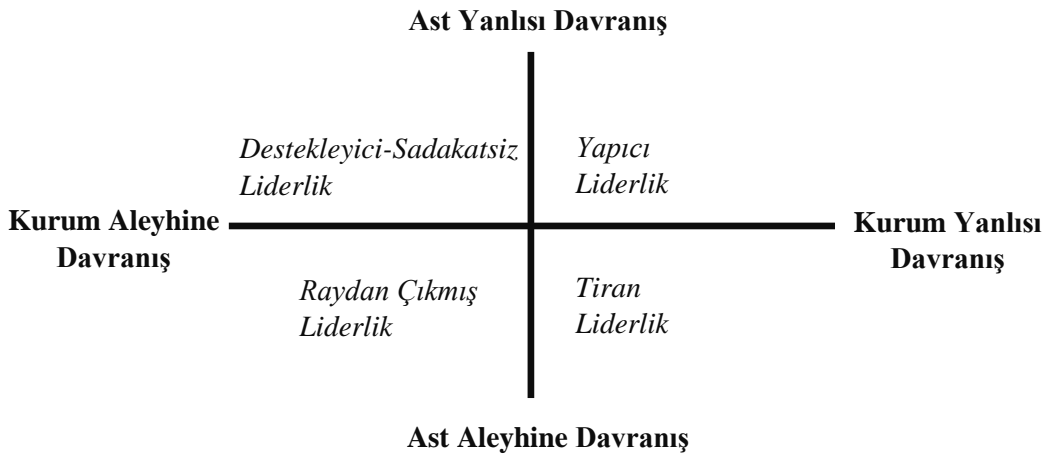 Ast Yanlısı Davranış
Destekleyici-Sadakatsiz
Liderlik
Yapıcı
Liderlik
Kurum Aleyhine
Davranış
Kurum Yanlısı
Davranış
Raydan Çıkmış
Liderlik
Tiran
Liderlik
Ast Aleyhine Davranış